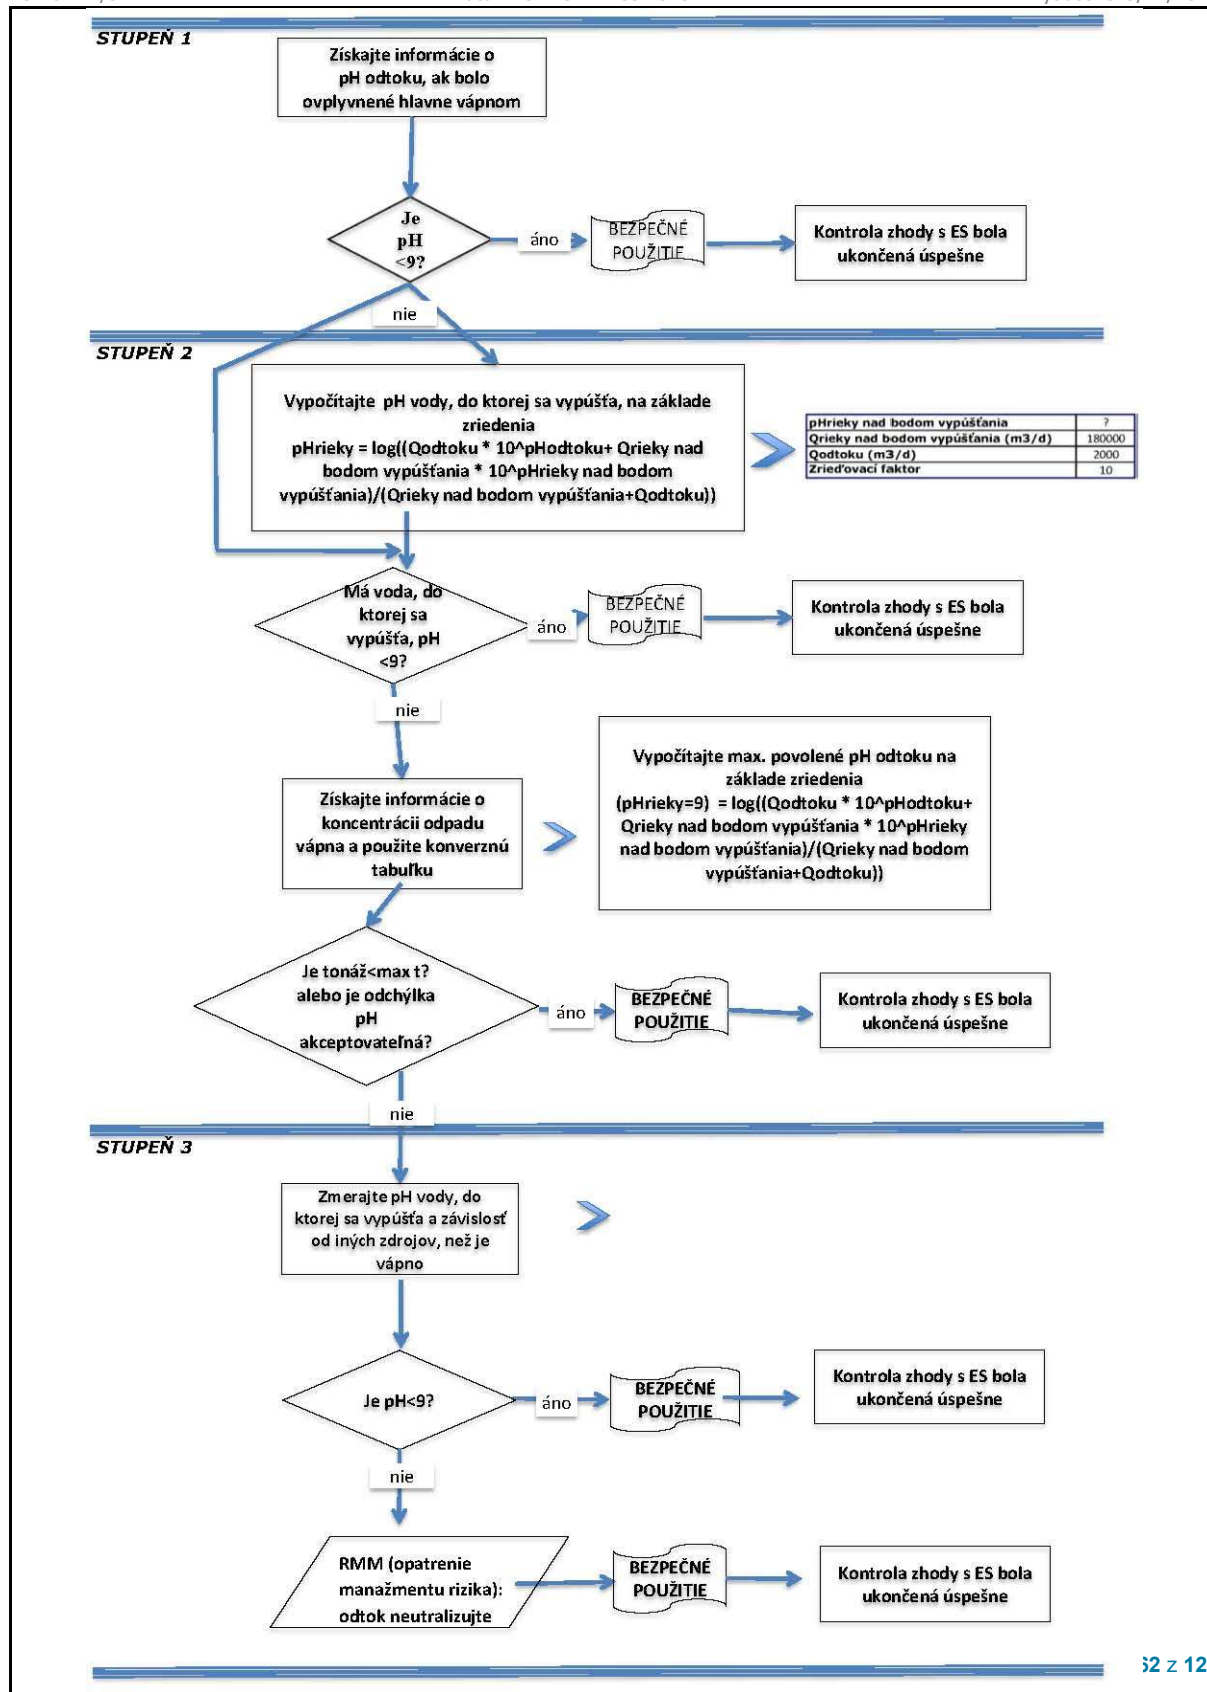 STUPEŇ 1
Získajte informácie o
pH odtoku, ak bolo
ovplyvnené hlavne vápnom
Je
pH
<9?
áno
BEZPEČNÉ
POUŽITIE
Kontrola zhody s ES bola
ukončená úspešne
nie
STUPEŇ 2
Vypočítajte pH vody, do ktorej sa vypúšťa, na základe
zriedenia
pHrieky = log((Qodtoku * 10^pHodtoku+ Qrieky nad
bodom vypúšťania * 10^pHrieky nad bodom
vypúšťania)/(Qrieky nad bodom vypúšťania+Qodtoku))
pHrieky nad bodom vypúšťania ?
Qrieky nad bodom vypúšťania (m3/d) 180000
Qodtoku (m3/d) 2000
Zrieďovací faktor 10
Má voda, do
ktorej sa
vypúšťa, pH
<9?
áno
BEZPEČNÉ
POUŽITIE
Kontrola zhody s ES bola
ukončená úspešne
nie
Získajte informácie o
koncentrácii odpadu
vápna a použite konverznú
tabuľku
Vypočítajte max. povolené pH odtoku na
základe zriedenia
(pHrieky=9) = log((Qodtoku * 10^pHodtoku+
Qrieky nad bodom vypúšťania * 10^pHrieky
nad bodom vypúšťania)/(Qrieky nad bodom
vypúšťania+Qodtoku))
Je tonáž<max t?
alebo je odchýlka
pH
akceptovateľná?
áno
BEZPEČNÉ
POUŽITIE
Kontrola zhody s ES bola
ukončená úspešne
nie
STUPEŇ 3
Zmerajte pH vody, do
ktorej sa vypúšťa a závislosť
od iných zdrojov, než je
vápno
Je pH<9?
áno
BEZPEČNÉ
POUŽITIE
Kontrola zhody s ES bola
ukončená úspešne
nie
RMM (opatrenie
manažmentu rizika):
odtok neutralizujte
BEZPEČNÉ
POUŽITIE
Kontrola zhody s ES bola
ukončená úspešne
62 z 12